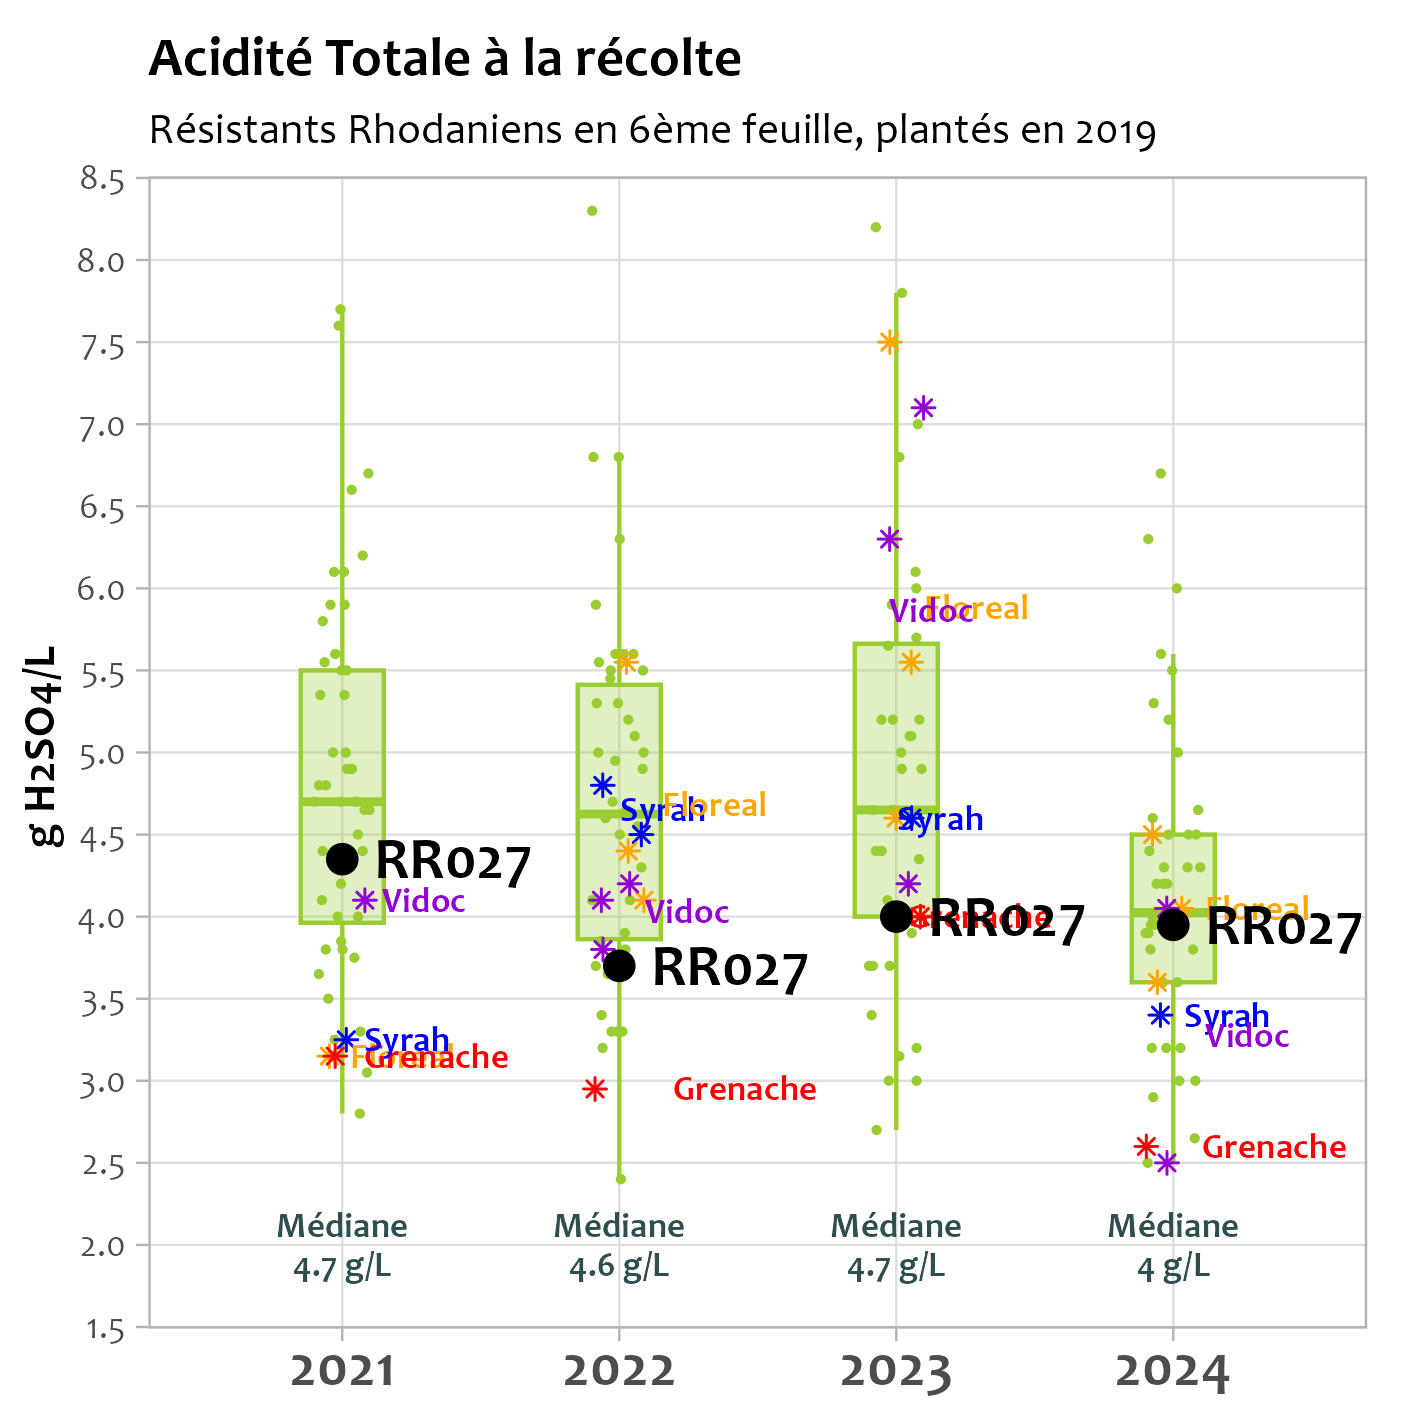 Acidité Totale à la récolte
Résistants Rhodaniens en 6ème feuille, plantés en 2019
g H2SO4/L
8.5
8.0
7.5
7.0
6.5
6.0
5.5
5.0
4.5
4.0
3.5
3.0
2.5
2.0
1.5
RR027
Vidoc
Syrah
Floreal
Grenache
Médiane
4.7 g/L
2021
Syrah
Floreal
Vidoc
RR027
Grenache
Médiane
4.6 g/L
2022
Vidoc
Floreal
Syrah
Grenache
RR027
Médiane
4.7 g/L
2023
Floreal
RR027
Syrah
Vidoc
Grenache
Médiane
4 g/L
2024